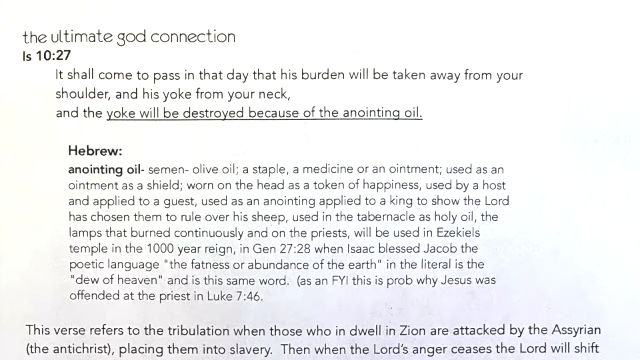 the ultimate god connection
Is 10:27
It shall come to pass in that day that his burden will be taken away from your
shoulder, and his yoke from your neck,
and the yoke will be destroyed because of the anointing oil.
Hebrew:
anointing oil- semen- olive oil; a staple, a medicine or an ointment; used as an
ointment as a shield; worn on the head as a token of happiness, used by a host
and applied to a guest, used as an anointing applied to a king to show the Lord
has chosen them to rule over his sheep, used in the tabernacle as holy oil, the
lamps that burned continuously and on the priests, will be used in Ezekiels
temple in the 1000 year reign, in Gen 27:28 when Isaac blessed Jacob the
poetic language "the fatness or abundance of the earth" in the literal is the
"dew of heaven" and is this same word.  (as an FYI this is prob why Jesus was
offended at the priest in Luke 7:46.
This verse refers to the tribulation when those who in dwell in Zion are attacked by the Assyrian
(the antichrist), placing them into slavery.  Then when the Lord's anger ceases the Lord will shift